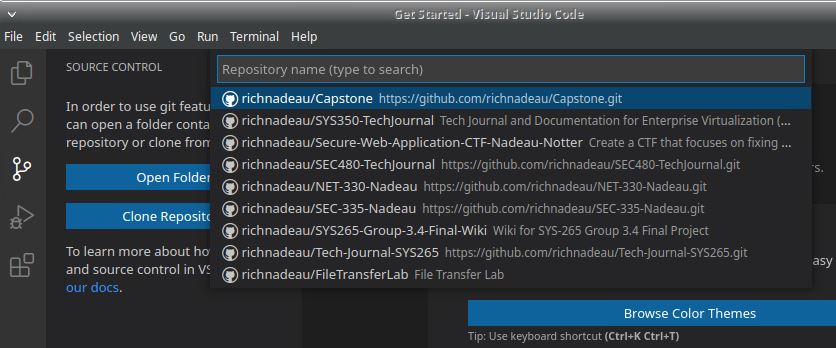 Get Started - Visual Studio Code
File Edit Selection View Go Run Terminal Help
SOURCE CONTROL
Repository name (type to search)
In order to use git featu
can open a folder conta
repository or clone from
Open Folder
Clone Reposito
To learn more about how
and source control in VS
our docs.
richnadeau/Capstone https://github.com/richnadeau/Capstone.git
richnadeau/SYS350-TechJournal Tech Journal and Documentation for Enterprise Virtualization (...
richnadeau/Secure-Web-Application-CTF-Nadeau-Notter Create a CTF that focuses on fixing ...
richnadeau/SEC480-TechJournal https://github.com/richnadeau/SEC480-TechJournal.git
richnadeau/NET-330-Nadeau https://github.com/richnadeau/NET-330-Nadeau.git
richnadeau/SEC-335-Nadeau https://github.com/richnadeau/SEC-335-Nadeau.git
richnadeau/SYS265-Group-3.4-Final-Wiki Wiki for SYS-265 Group 3.4 Final Project
richnadeau/Tech-Journal-SYS265 https://github.com/richnadeau/Tech-Journal-SYS265.git
richnadeau/FileTransferLab File Transfer Lab
rs.
easy
Browse Color Themes
Tip: Use keyboard shortcut (Ctrl+K Ctrl+T)